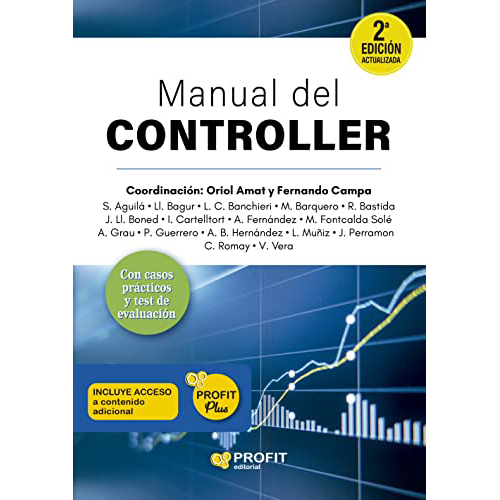 2ª
EDICIÓN
ACTUALIZADA
Manual del
CONTROLLER
Coordinación: Oriol Amat y Fernando Campa
S. Aguilá • Ll. Bagur • L. C. Banchieri • M. Barquero • R. Bastida
J. Ll. Boned • I. Cartelltort • A. Fernández • M. Fontcalda Solé
A. Grau • P. Guerrero • A. B. Hernández • L. Muñiz • J. Perramon
C. Romay • V. Vera
Con casos
prácticos
y test de
evaluación
INCLUYE ACCESO
a contenido
adicional
PROFIT
Plus
PROFIT
editorial